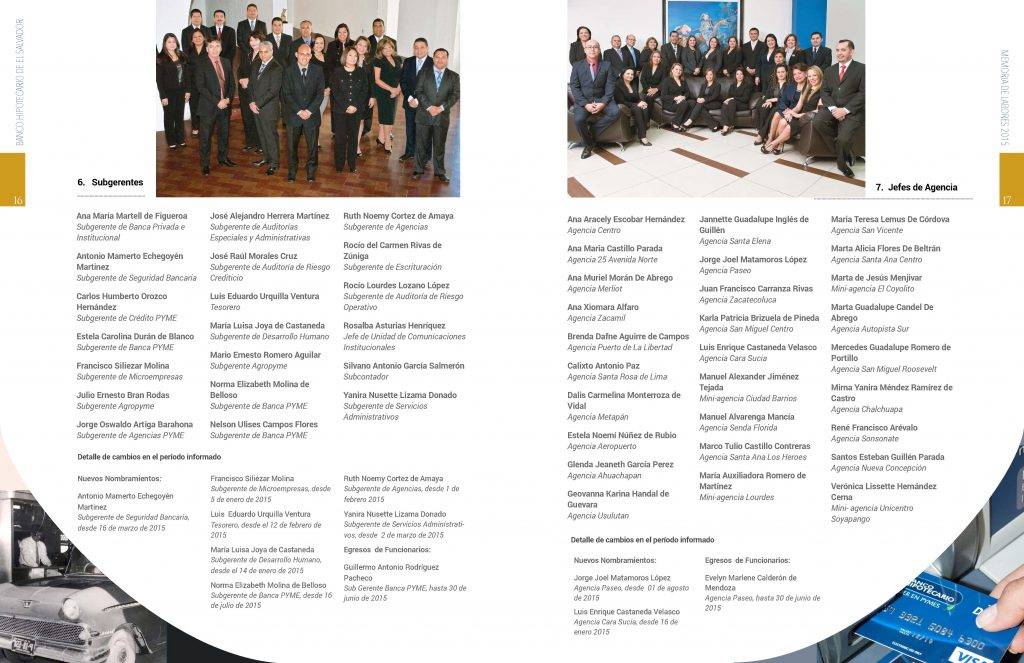 BANCO HIPOTECARIO DE EL SALVADOR
16
6. Subgerentes
Ana María Martell de Figueroa
Subgerente de Banca Privada e
Institucional
Antonio Mamerto Echegoyén
Martínez
Subgerente de Seguridad Bancaria
Carlos Humberto Orozco
Hernández
Subgerente de Crédito PYME
Estela Carolina Durán de Blanco
Subgerente de Banca PYME
Francisco Siliezar Molina
Subgerente de Microempresas
Julio Ernesto Bran Rodas
Subgerente Agropyme
Jorge Oswaldo Artiga Barahona
Subgerente de Agencias PYME
José Alejandro Herrera Martínez
Subgerente de Auditorias
Especiales y Administrativas
José Raúl Morales Cruz
Subgerente de Auditoria de Riesgo
Crediticio
Luis Eduardo Urquilla Ventura
Tesorero
María Luisa Joya de Castaneda
Subgerente de Desarrollo Humano
Mario Ernesto Romero Aguilar
Subgerente Agropyme
Norma Elizabeth Molina de
Belloso
Subgerente de Banca PYME
Nelson Ulises Campos Flores
Subgerente de Banca PYME
Ruth Noemy Cortez de Amaya
Subgerente de Agencias
Rocío del Carmen Rivas de
Zúniga
Subgerente de Escrituración
Rocío Lourdes Lozano López
Subgerente de Auditoría de Riesgo
Operativo
Rosalba Asturias Henríquez
Jefe de Unidad de Comunicaciones
Institucionales
Silvano Antonio García Salmerón
Subcontador
Yanira Nusette Lizama Donado
Subgerente de Servicios
Administrativos
Detalle de cambios en el período informado
Nuevos Nombramientos:
Antonio Mamerto Echegoyén
Martinez
Subgerente de Seguridad Bancaria,
desde 16 de marzo de 2015
Francisco Siliézar Molina
Subgerente de Microempresas, desde
5 de enero de 2015
Luis Eduardo Urquilla Ventura
Tesorero, desde el 12 de febrero de
2015
María Luisa Joya de Castaneda
Subgerente de Desarrollo Humano,
desde el 14 de enero de 2015
Norma Elizabeth Molina de Belloso
Subgerente de Banca PYME, desde 16
de julio de 2015
Ruth Noemy Cortez de Amaya
Subgerente de Agencias, desde 1 de
febrero 2015
Yanira Nusette Lizama Donado
Subgerente de Servicios Administrati-
vos, desde 2 de marzo de 2015
Egresos de Funcionarios:
Guillermo Antonio Rodríguez
Pacheco
Sub Gerente Banca PYME, hasta 30 de
junio de 2015
MEMORIA DE LABORES 2015
17
7. Jefes de Agencia
Ana Aracely Escobar Hernández
Agencia Centro
Ana María Castillo Parada
Agencia 25 Avenida Norte
Ana Muriel Morán De Abrego
Agencia Merliot
Ana Xiomara Alfaro
Agencia Zacamil
Brenda Dafne Aguirre de Campos
Agencia Puerto de La Libertad
Calixto Antonio Paz
Agencia Santa Rosa de Lima
Dalis Carmelina Monterroza de
Vidal
Agencia Metapán
Estela Noemí Núñez de Rubio
Agencia Aeropuerto
Glenda Jeaneth García Perez
Agencia Ahuachapan
Geovanna Karina Handal de
Guevara
Agencia Usulutan
Jannette Guadalupe Inglés de
Guillén
Agencia Santa Elena
Jorge Joel Matamoros López
Agencia Paseo
Juan Francisco Carranza Rivas
Agencia Zacatecoluca
Karla Patricia Brizuela de Pineda
Agencia San Miguel Centro
Luis Enrique Castaneda Velasco
Agencia Cara Sucia
Manuel Alexander Jiménez
Tejada
Mini-agencia Ciudad Barrios
Manuel Alvarenga Mancía
Agencia Senda Florida
Marco Tulio Castillo Contreras
Agencia Santa Ana Los Heroes
María Auxiliadora Romero de
Martínez
Mini-agencia Lourdes
María Teresa Lemus De Córdova
Agencia San Vicente
Marta Alicia Flores De Beltrán
Agencia Santa Ana Centro
Marta de Jesús Menjivar
Mini-agencia El Coyolito
Marta Guadalupe Candel De
Abrego
Agencia Autopista Sur
Mercedes Guadalupe Romero de
Portillo
Agencia San Miguel Roosevelt
Mirna Yanira Méndez Ramírez de
Castro
Agencia Chalchuapa
René Francisco Arévalo
Agencia Sonsonate
Santos Esteban Guillén Parada
Agencia Nueva Concepción
Verónica Lissette Hernández
Cerna
Mini- agencia Unicentro
Soyapango
Detalle de cambios en el período informado
Nuevos Nombramientos:
Jorge Joel Matamoros López
Agencia Paseo, desde 01 de agosto
de 2015
Luis Enrique Castaneda Velasco
Agencia Cara Sucia, desde 16 de
enero 2015
Egresos de Funcionarios:
Evelyn Marlene Calderón de
Mendoza
Agencia Paseo, hasta 30 de junio de
2015
BANCO
HIPOTECARIO
VISA